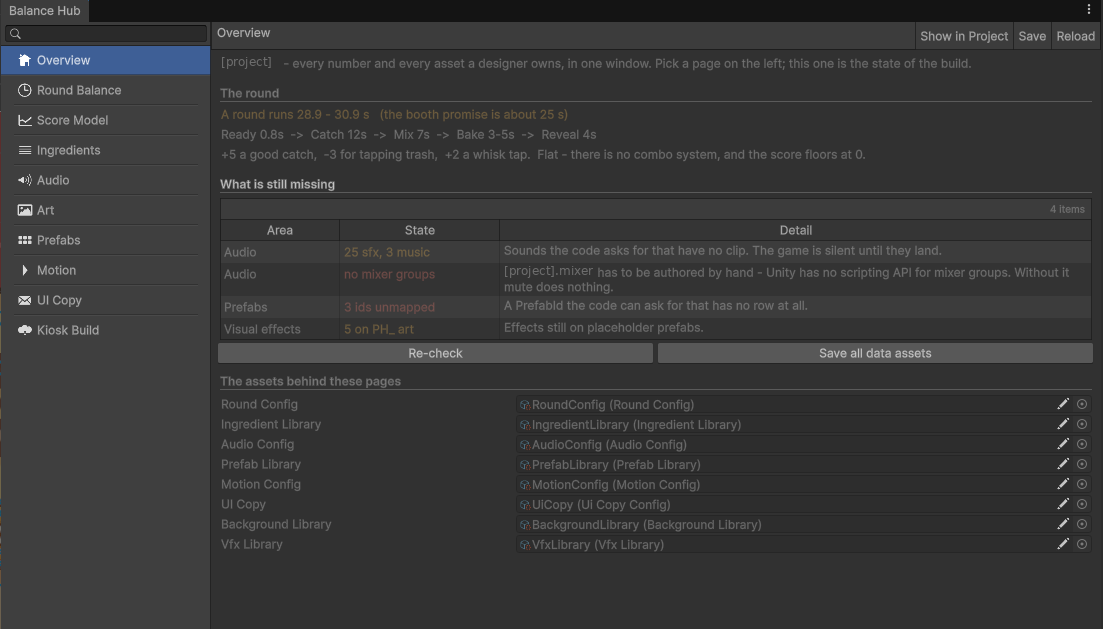 Balance Hub
Overview
Show in Project
Save
Reload
Overview
Round Balance
Score Model
Ingredients
Audio
Art
Prefabs
Motion
UI Copy
Kiosk Build
[project] - every number and every asset a designer owns, in one window. Pick a page on the left; this one is the state of the build.
The round
A round runs 28.9 - 30.9 s (the booth promise is about 25 s)
Ready 0.8s -> Catch 12s -> Mix 7s -> Bake 3-5s -> Reveal 4s
+5 a good catch, -3 for tapping trash, +2 a whisk tap. Flat - there is no combo system, and the score floors at 0.
What is still missing
4 Items
Area State Detail
Audio 25 sfx, 3 music Sounds the code asks for that have no clip. The game is silent until they land.
Audio no mixer groups [project].mixer has to be authored by hand - Unity has no scripting API for mixer groups. Without it
mute does nothing.
Prefabs 3 ids unmapped A PrefabId the code can ask for that has no row at all.
Visual effects 5 on PH_ art Effects still on placeholder prefabs.
Re-check
Save all data assets
The assets behind these pages
Round Config RoundConfig (Round Config)
Ingredient Library IngredientLibrary (Ingredient Library)
Audio Config AudioConfig (Audio Config)
Prefab Library PrefabLibrary (Prefab Library)
Motion Config MotionConfig (Motion Config)
UI Copy UiCopy (Ui Copy Config)
Background Library BackgroundLibrary (Background Library)
Vfx Library VfxLibrary (Vfx Library)